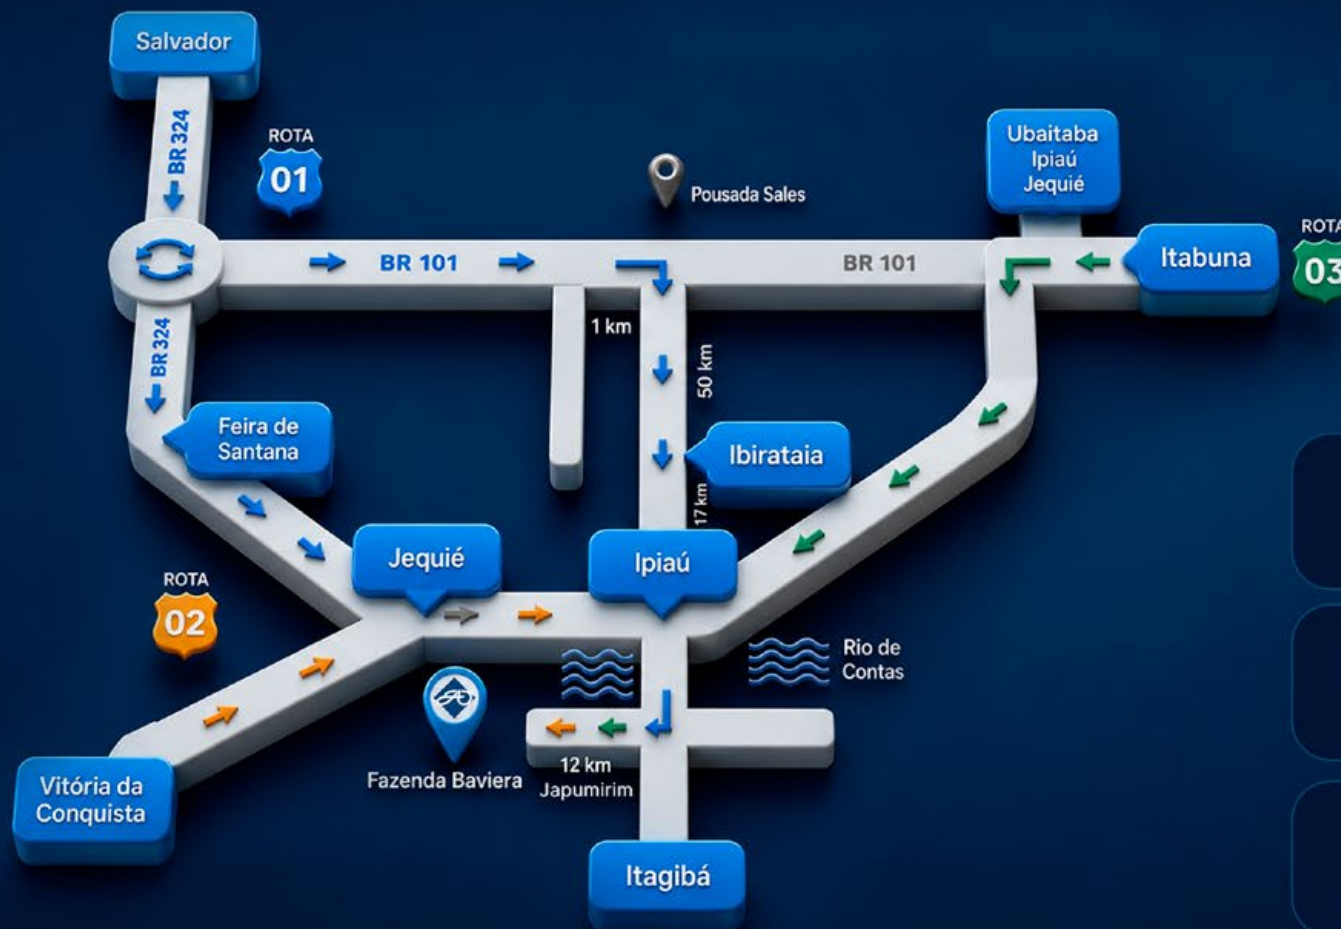 Salvador
BR 324
ROTA
01
Pousada Sales
Ubaitaba
Ipiaú
Jequié
ROTA
03
Itabuna
BR 101
BR 101
1 km
50 km
BR 324
Feira de
Santana
Ibirataia
17 km
Jequié
Ipiaú
ROTA
02
Rio de
Contas
Fazenda Baviera
12 km
Japumirim
Vitória da
Conquista
Itagibá